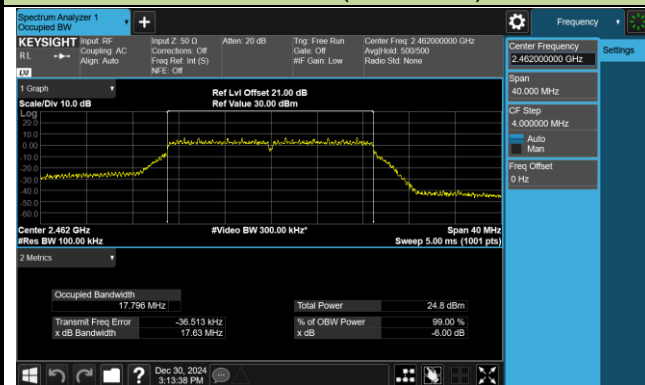 Spectrum Analyzer 1
Occupied BW
Frequency
KEYSIGHT
RL
LXI
Input: RF
Coupling: AC
Align: Auto
Input Z: 50 Ω
Corrections: Off
Freq Ref: Int (S)
NFE: Off
Atten: 20 dB
Trig: Free Run
Gate: Off
#IF Gain: Low
Center Freq: 2.462000000 GHz
Avg|Hold: 500/500
Radio Std: None
Center Frequency
2.462000000 GHz
Settings
Span
40.000 MHz
CF Step
4.000000 MHz
Auto
Man
Freq Offset
0 Hz
1 Graph
Scale/Div 10.0 dB
Ref Lvl Offset 21.00 dB
Ref Value 30.00 dBm
Log
20.0
10.0
0.00
-10.0
-20.0
-30.0
-40.0
-50.0
-60.0
Center 2.462 GHz
#Video BW 300.00 kHz*
Span 40 MHz
#Res BW 100.00 kHz
Sweep 5.00 ms (1001 pts)
2 Metrics
Occupied Bandwidth
17.796 MHz
Total Power
24.8 dBm
Transmit Freq Error
-36.513 kHz
% of OBW Power
99.00 %
x dB Bandwidth
17.63 MHz
x dB
-6.00 dB
Dec 30, 2024
3:13:38 PM